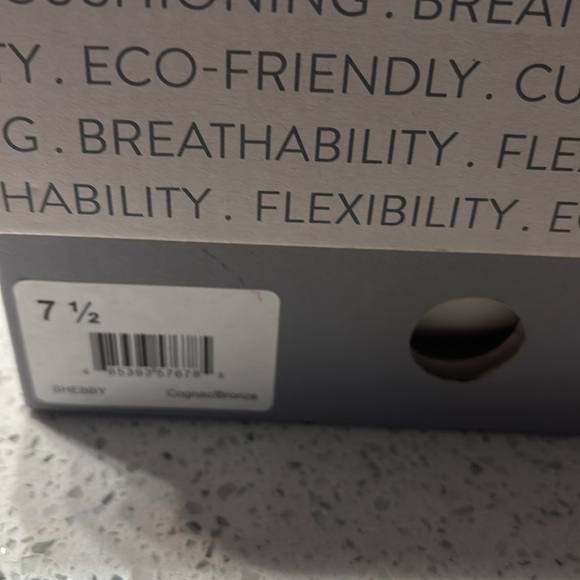 CUSHIONING . BREAT
TY . ECO-FRIENDLY . CU
G . BREATHABILITY . FLE
HABILITY . FLEXIBILITY . E
7 ½
SHEBBY Cognac/Bronze